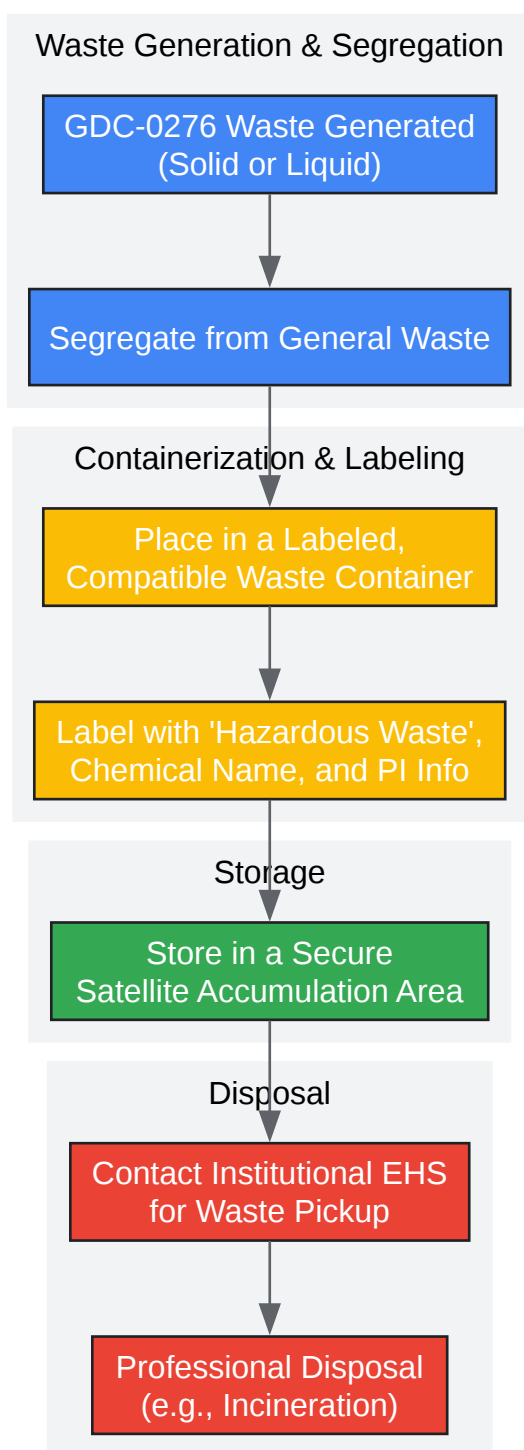 Waste Generation & Segregation
GDC-0276 Waste Generated
(Solid or Liquid)
Segregate from General Waste
Containerization & Labeling
Place in a Labeled,
Compatible Waste Container
Label with 'Hazardous Waste',
Chemical Name, and PI Info
Storage
Store in a Secure
Satellite Accumulation Area
Disposal
Contact Institutional EHS
for Waste Pickup
Professional Disposal
(e.g., Incineration)